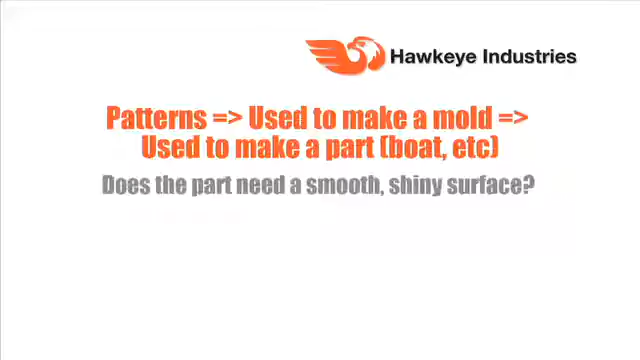 Hawkeye Industries
Patterns => Used to make a mold =>
Used to make a part (boat, etc)
Does the part need a smooth, shiny surface?